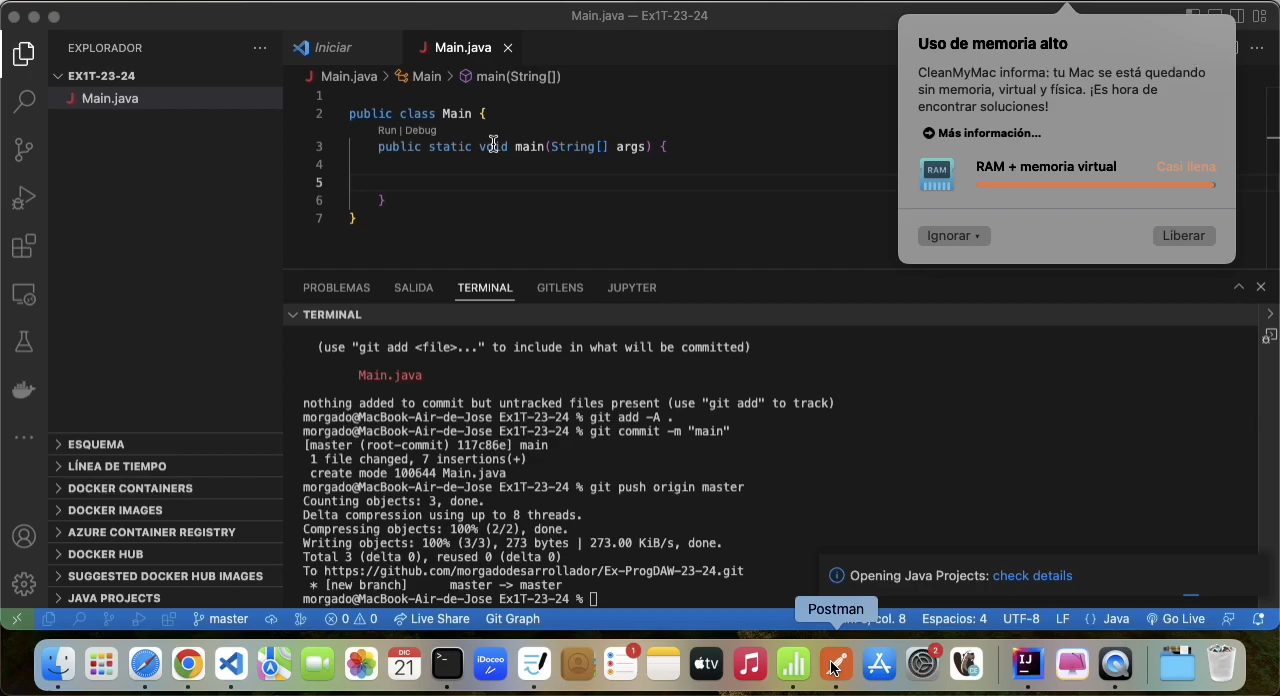 Main.java — Ex1T-23-24
EXPLORADOR
EX1T-23-24
J Main.java
Iniciar
J Main.java
J Main.java > Main > main(String[])
1
2 public class Main {
Run | Debug
3 public static void main(String[] args) {
4
5
6 }
7 }
Uso de memoria alto
CleanMyMac informa: tu Mac se está quedando
sin memoria, virtual y física. ¡Es hora de
encontrar soluciones!
Más información...
RAM
RAM + memoria virtual Casi llena
Ignorar
Liberar
PROBLEMAS SALIDA TERMINAL GITLENS JUPYTER
TERMINAL
(use "git add <file>..." to include in what will be committed)
Main.java
nothing added to commit but untracked files present (use "git add" to track)
morgado@MacBook-Air-de-Jose Ex1T-23-24 % git add -A .
morgado@MacBook-Air-de-Jose Ex1T-23-24 % git commit -m "main"
[master (root-commit) 117c86e] main
1 file changed, 7 insertions(+)
create mode 100644 Main.java
morgado@MacBook-Air-de-Jose Ex1T-23-24 % git push origin master
Counting objects: 3, done.
Delta compression using up to 8 threads.
Compressing objects: 100% (2/2), done.
Writing objects: 100% (3/3), 273 bytes | 273.00 KiB/s, done.
Total 3 (delta 0), reused 0 (delta 0)
To https://github.com/morgadodesarrollador/Ex-ProgDAW-23-24.git
* [new branch] master -> master
morgado@MacBook-Air-de-Jose Ex1T-23-24 %
ESQUEMA
LÍNEA DE TIEMPO
DOCKER CONTAINERS
DOCKER IMAGES
AZURE CONTAINER REGISTRY
DOCKER HUB
SUGGESTED DOCKER HUB IMAGES
JAVA PROJECTS
Opening Java Projects: check details
Postman
master 0 0 Live Share Git Graph col. 8 Espacios: 4 UTF-8 LF {} Java Go Live
DIC
21
iDoceo
tv
1
2
IJ